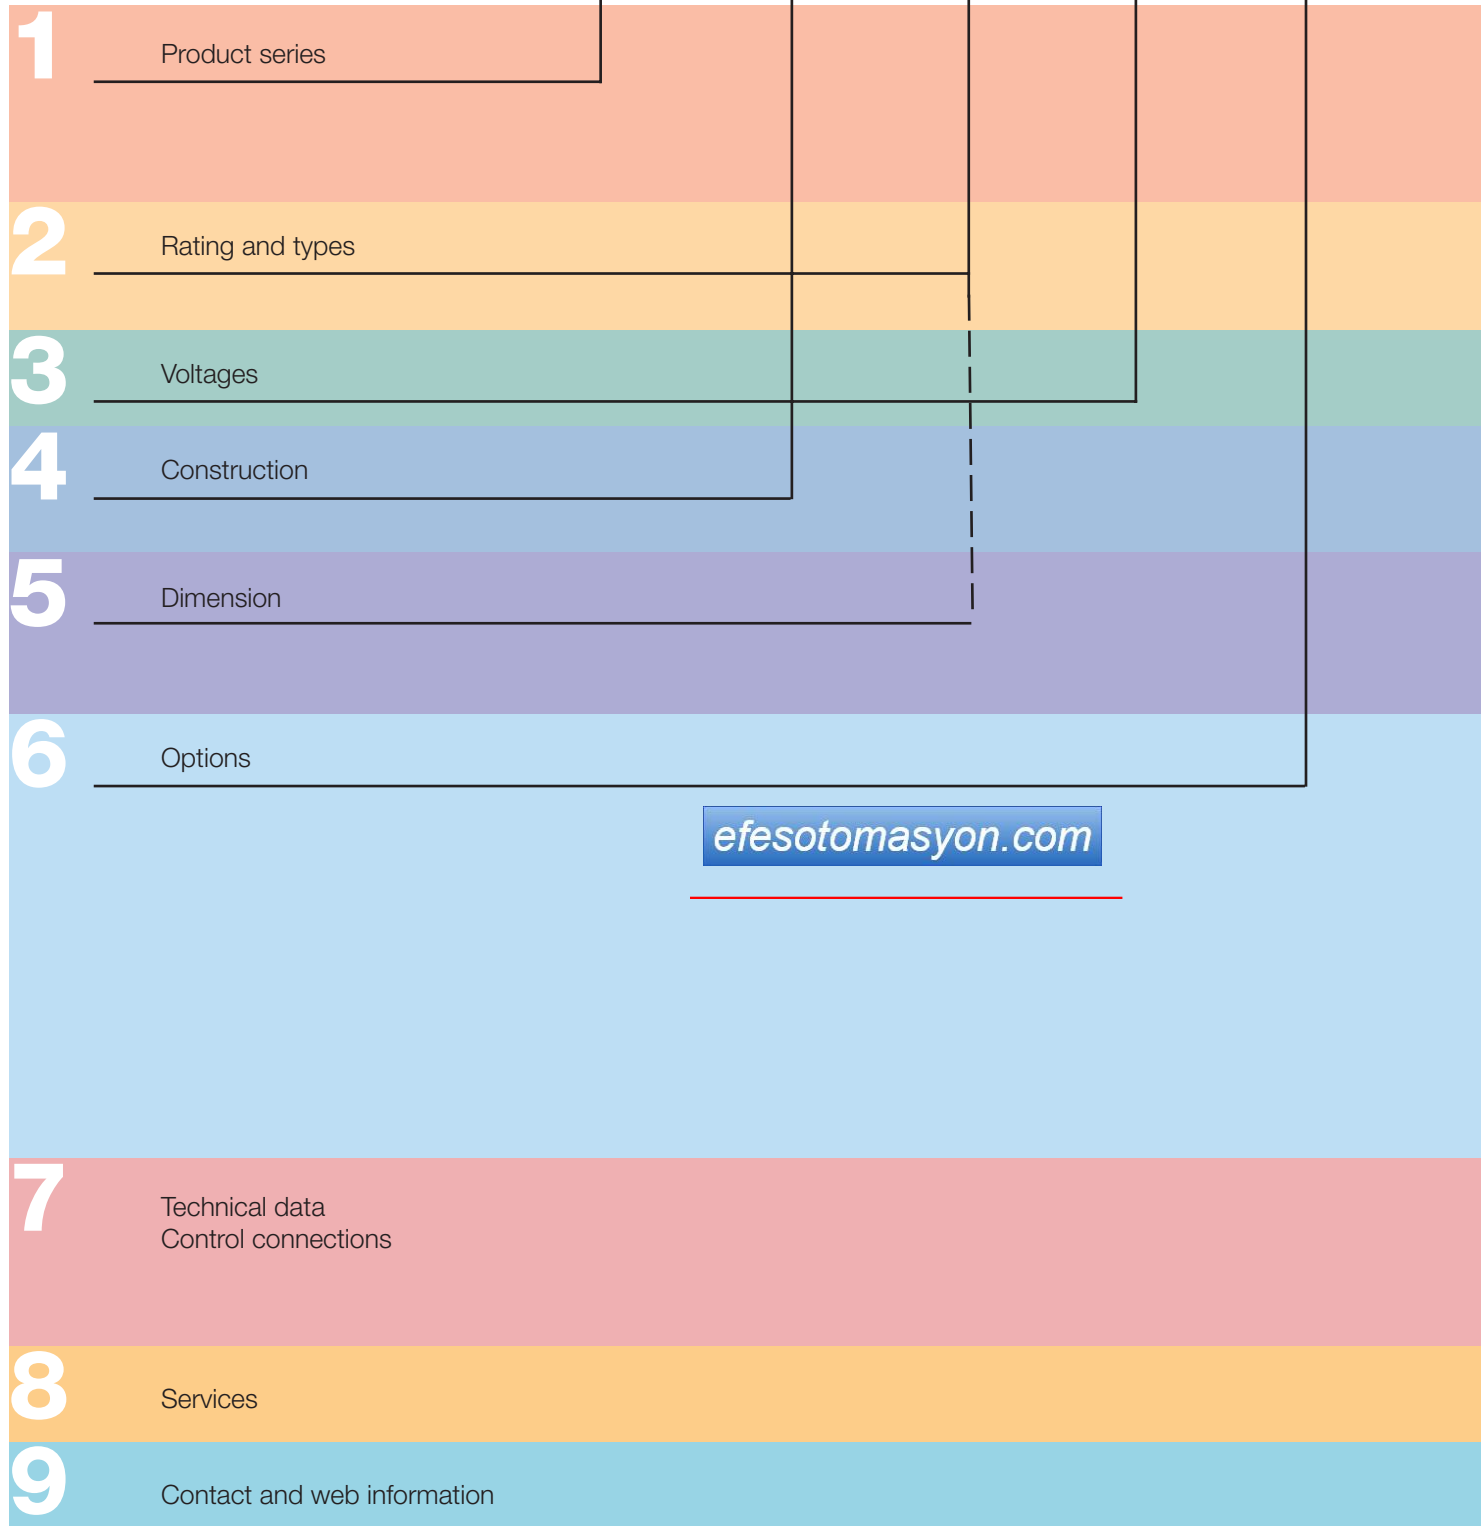 1
Product series
2
Rating and types
3
Voltages
4
Construction
5
Dimension
6
Options
efesotomasyon.com
7
Technical data
Control connections
8
Services
9
Contact and web information